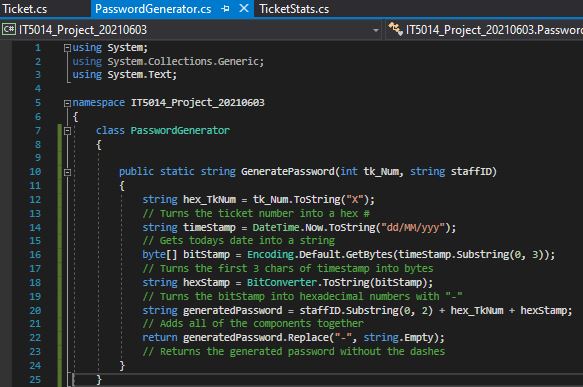 Ticket.cs PasswordGenerator.cs TicketStats.cs
C# IT5014_Project_20210603 IT5014_Project_20210603.Passwor
1 using System;
2 using System.Collections.Generic;
3 using System.Text;
4
5 namespace IT5014_Project_20210603
6 {
7 class PasswordGenerator
8 {
9
10 public static string GeneratePassword(int tk_Num, string staffID)
11 {
12 string hex_TkNum = tk_Num.ToString("X");
13 // Turns the ticket number into a hex #
14 string timeStamp = DateTime.Now.ToString("dd/MM/yyy");
15 // Gets todays date into a string
16 byte[] bitStamp = Encoding.Default.GetBytes(timeStamp.Substring(0, 3));
17 // Turns the first 3 chars of timestamp into bytes
18 string hexStamp = BitConverter.ToString(bitStamp);
19 // Turns the bitStamp into hexadecimal numbers with "-"
20 string generatedPassword = staffID.Substring(0, 2) + hex_TkNum + hexStamp;
21 // Adds all of the components together
22 return generatedPassword.Replace("-", string.Empty);
23 // Returns the generated password without the dashes
24 }
25 }